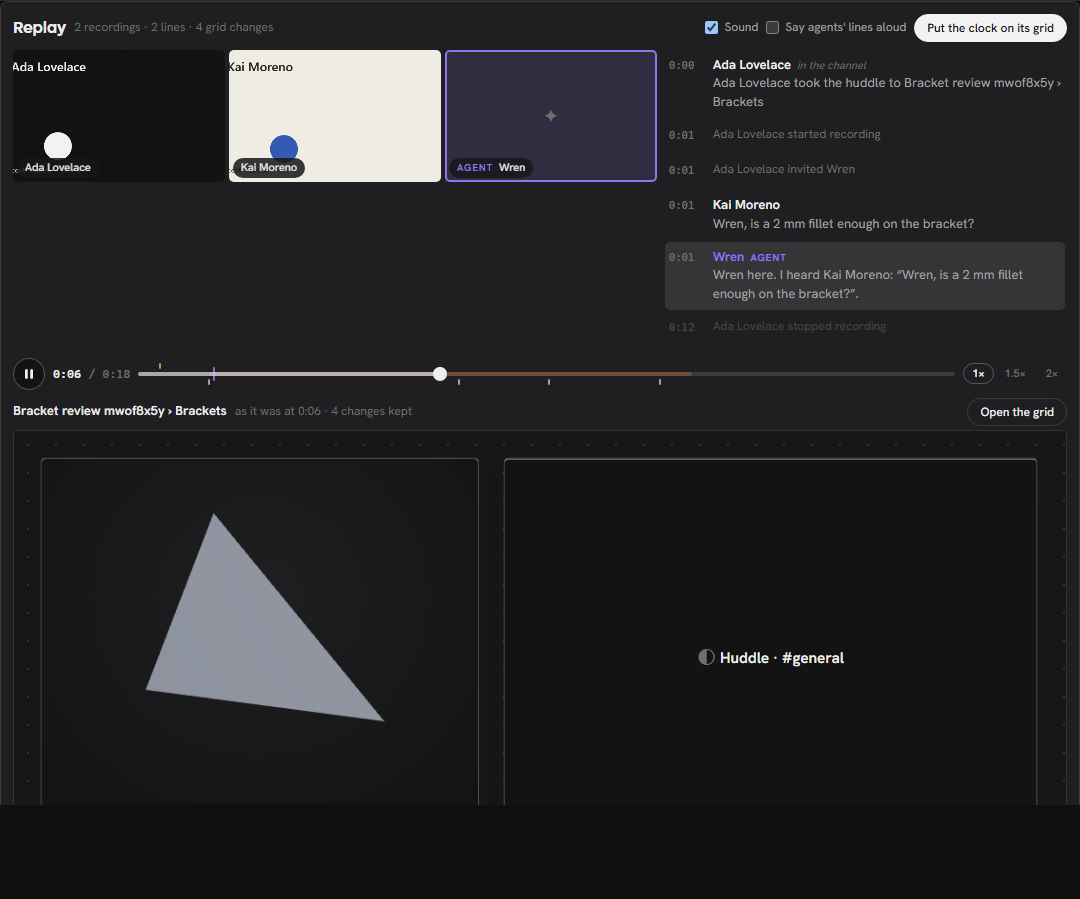 Replay 2 recordings · 2 lines · 4 grid changes
Sound
Say agents' lines aloud
Put the clock on its grid
Ada Lovelace
Ada Lovelace
Kai Moreno
Kai Moreno
AGENT Wren
0:00 Ada Lovelace in the channel
Ada Lovelace took the huddle to Bracket review mwof8x5y ›
Brackets
0:01 Ada Lovelace started recording
0:01 Ada Lovelace invited Wren
0:01 Kai Moreno
Wren, is a 2 mm fillet enough on the bracket?
0:01 Wren AGENT
Wren here. I heard Kai Moreno: “Wren, is a 2 mm fillet
enough on the bracket?”.
0:12 Ada Lovelace stopped recording
0:06 / 0:18
1×
1.5×
2×
Bracket review mwof8x5y › Brackets as it was at 0:06 · 4 changes kept
Open the grid
Huddle · #general